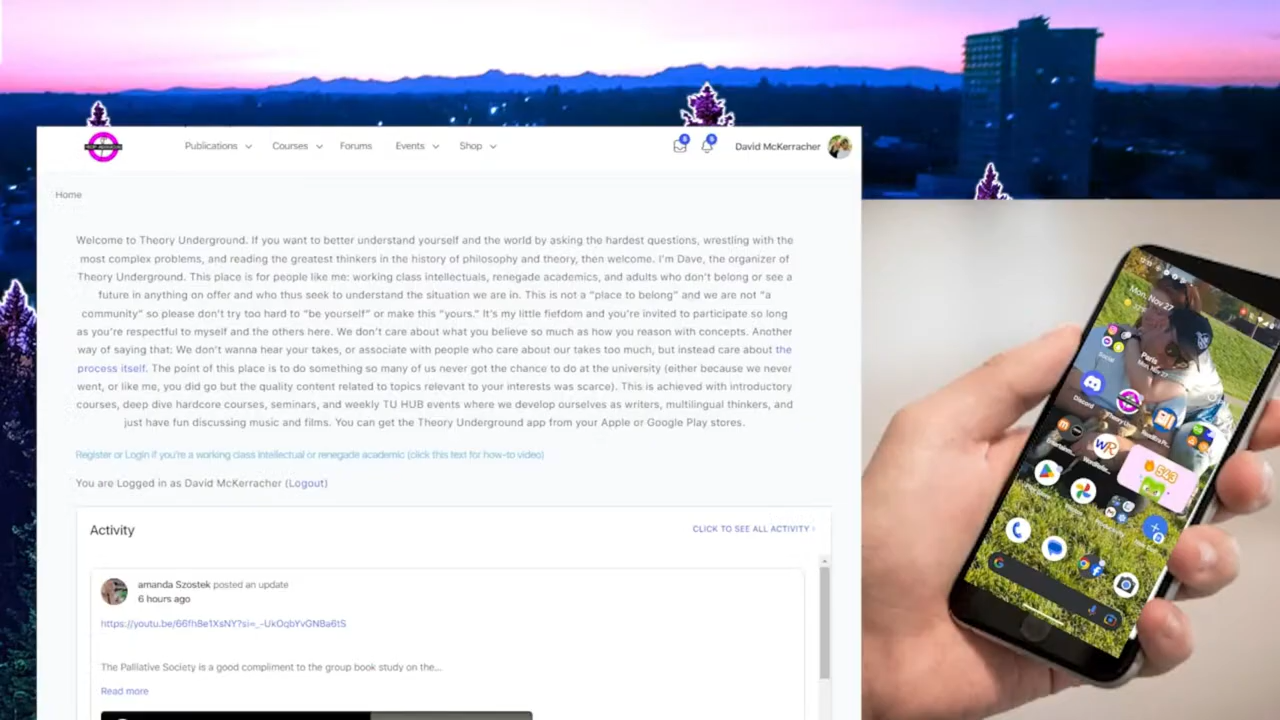 Publications Courses Forums Events Shop David McKerracher
Home
Welcome to Theory Underground. If you want to better understand yourself and the world by asking the hardest questions, wrestling with the
most complex problems, and reading the greatest thinkers in the history of philosophy and theory, then welcome. I'm Dave, the organizer of
Theory Underground. This place is for people like me: working class intellectuals, renegade academics, and adults who don't belong or see a
future in anything on offer and who thus seek to understand the situation we are in. This is not a "place to belong" and we are not "a
community" so please don't try too hard to "be yourself" or make this "yours." It's my little fiefdom and you're invited to participate so long
as you're respectful to myself and the others here. We don't care about what you believe so much as how you reason with concepts. Another
way of saying that: We don't wanna hear your takes, or associate with people who care about our takes too much, but instead care about the
process itself. The point of this place is to do something so many of us never got the chance to do at the university (either because we never
went, or like me, you did go but the quality content related to topics relevant to your interests was scarce). This is achieved with introductory
courses, deep dive hardcore courses, seminars, and weekly TU HUB events where we develop ourselves as writers, multilingual thinkers, and
just have fun discussing music and films. You can get the Theory Underground app from your Apple or Google Play stores.
Register or Login if you're a working class intellectual or renegade academic (click this text for how-to video)
You are Logged in as David McKerracher (Logout)
Activity
CLICK TO SEE ALL ACTIVITY
amanda Szostek posted an update
6 hours ago
The Palliative Society is a good compliment to the group book study on the...
Read more
Mon, Nov 27
Paris
Discord
543